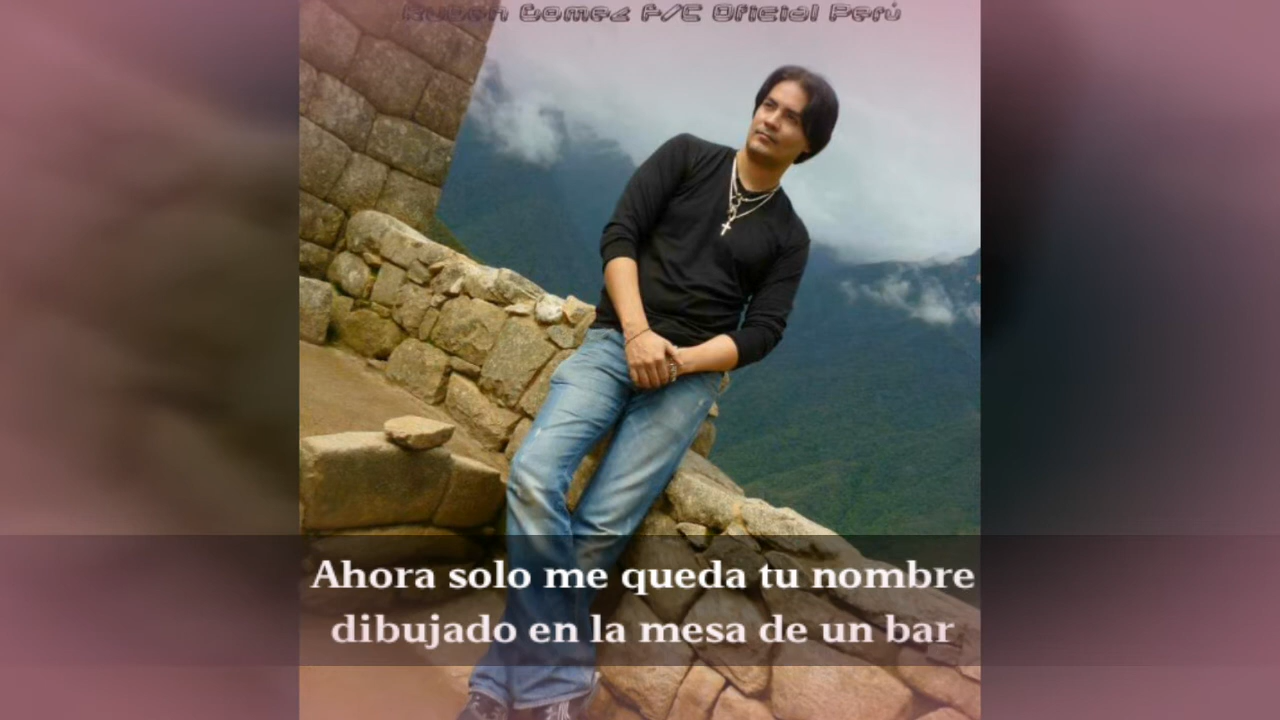 Ruben Gomez F/C Oficial Perú
Ahora solo me queda tu nombre
dibujado en la mesa de un bar